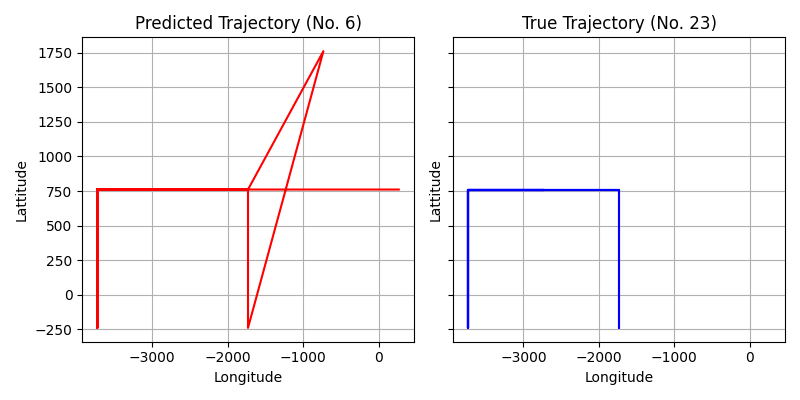 Predicted Trajectory (No. 6)
True Trajectory (No. 23)
1750
1500
1250
1000
750
500
250
0
−250
Lattitude
Lattitude
−3000
−2000
−1000
0
−3000
−2000
−1000
0
Longitude
Longitude